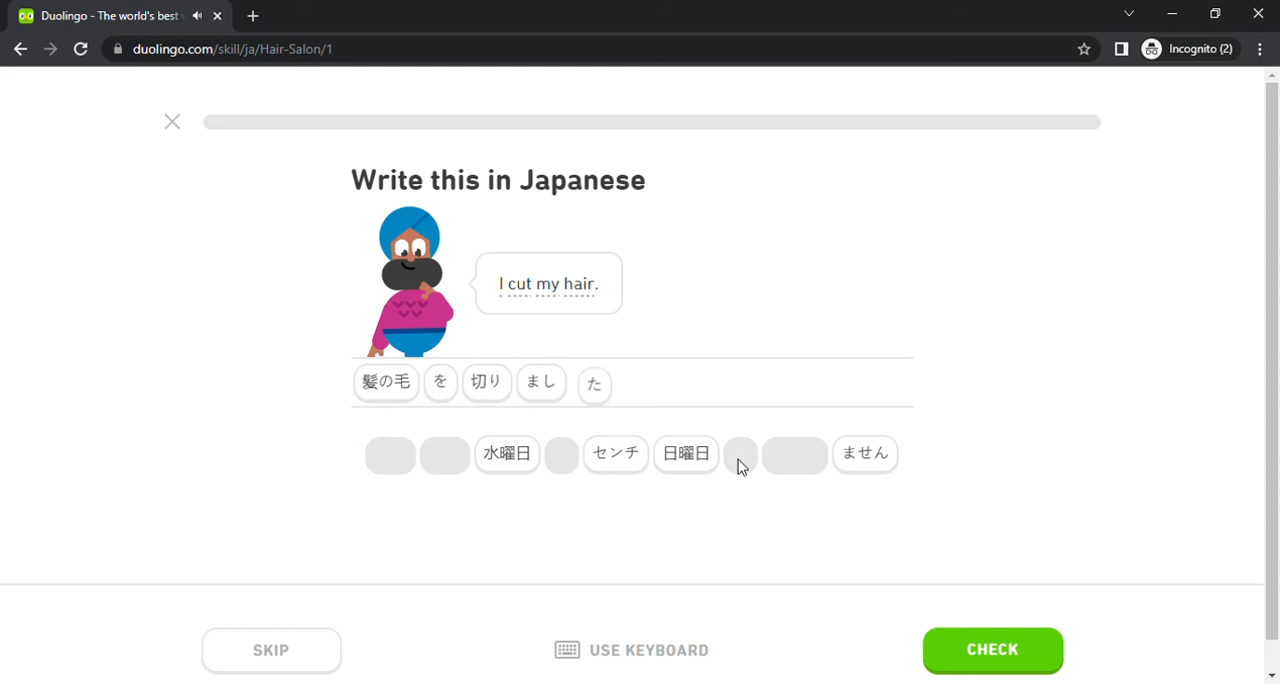 Duolingo - The world's best
duolingo.com/skill/ja/Hair-Salon/1
Incognito (2)
Write this in Japanese
I cut my hair.
髪の毛 を 切り まし た
水曜日 センチ 日曜日 ません
SKIP USE KEYBOARD CHECK